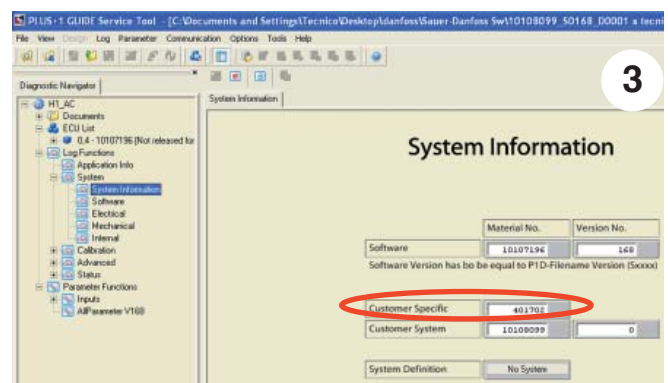 PLUS+1 GUIDE Service Tool - [C:\Documents and Settings\Tecnico\Desktop\danfoss\Sauer-Danfoss Sw\10108099_50168_D0001 x tecni
File View Design Log Parameter Communication Options Tools Help
3
Diagnostic Navigator
System Information
H1_AC
Documents
ECU List
0,4 - 10107196 (Not released for
Log Functions
Application Info
System
System Information
Software
Electrical
Mechanical
Internal
Calibration
Advanced
Status
Parameter Functions
Inputs
AllParameter V168
System Information
Material No. Version No.
Software 10107196 168
Software Version has bo be equal to P1D-Filename Version (Sxxxx)
Customer Specific 401702
Customer System 10108099 0
System Definition No System